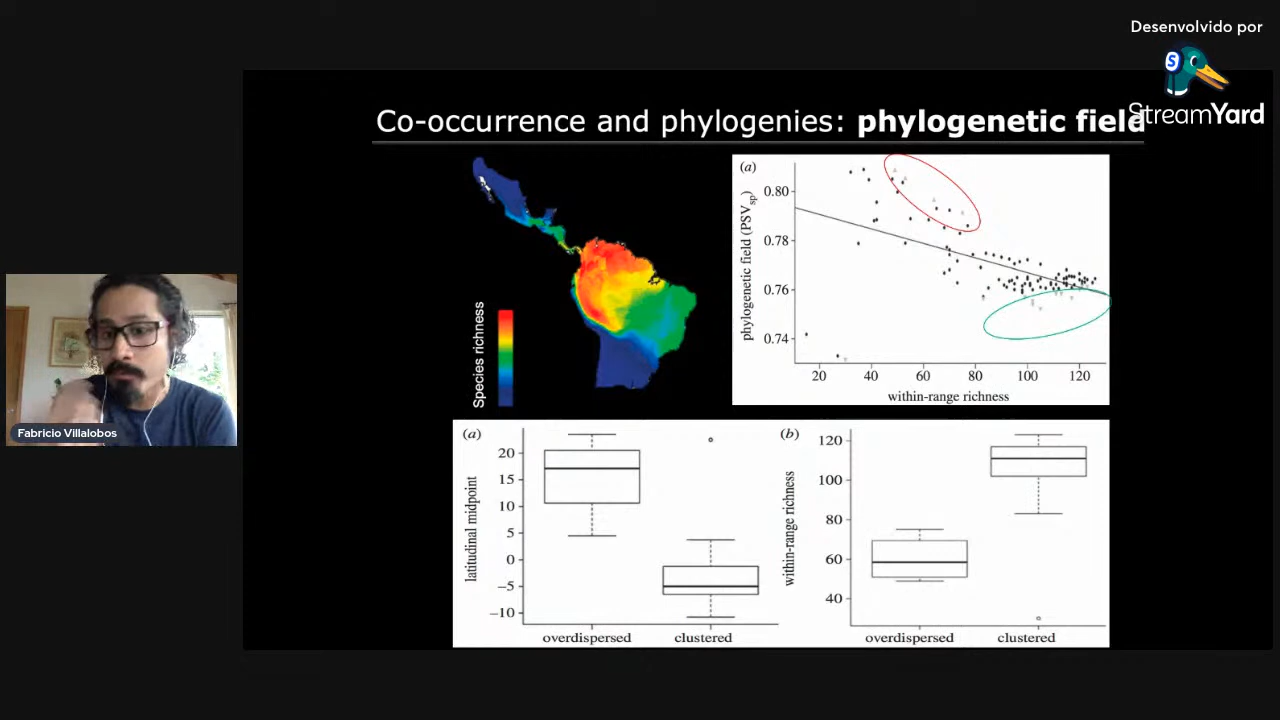 Desenvolvido por
StreamYard
Co-occurrence and phylogenies: phylogenetic field
Species richness
(a)
phylogenetic field (PSVsp)
0.80
0.78
0.76
0.74
20 40 60 80 100 120
within-range richness
Fabricio Villalobos
(a)
latitudinal midpoint
20
15
10
5
0
−5
−10
overdispersed clustered
(b)
within-range richness
120
100
80
60
40
overdispersed clustered